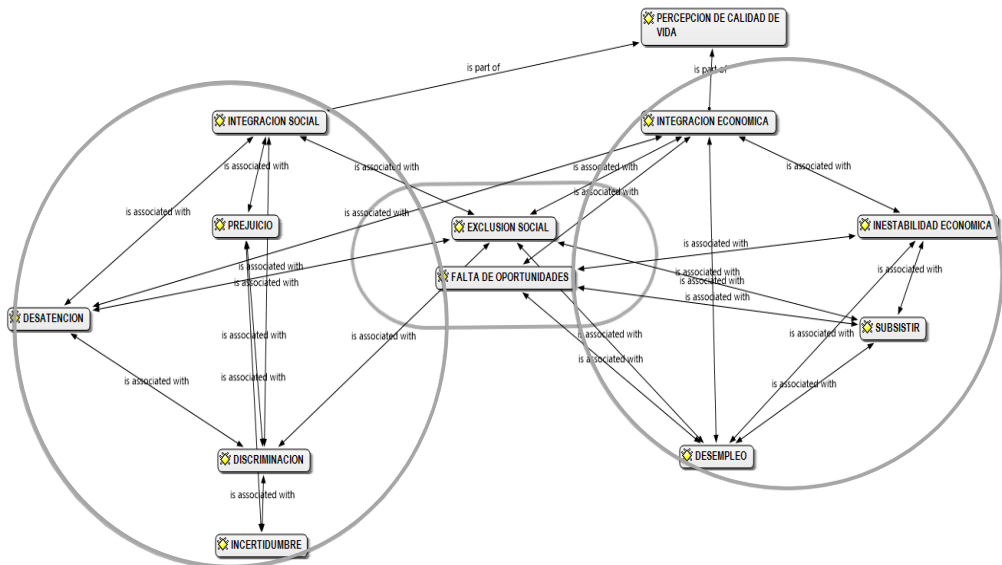 PERCEPCION DE CALIDAD DE
VIDA
is part of
is part of
INTEGRACION SOCIAL
INTEGRACION ECONOMICA
is associated with
is associated with
is associated with
is associated with
is associated with
is associated with
is associated with
PREJUICIO
EXCLUSION SOCIAL
INESTABILIDAD ECONOMICA
is associated with
is associated with
is associated with
is associated with
FALTA DE OPORTUNIDADES
is associated with
is associated with
is associated with
is associated with
DESATENCION
SUBSISTIR
is associated with
is associated with
is associated with
is associated with
is associated with
is associated with
is associated with
is associated with
DISCRIMINACION
DESEMPLEO
is associated with
INCERTIDUMBRE